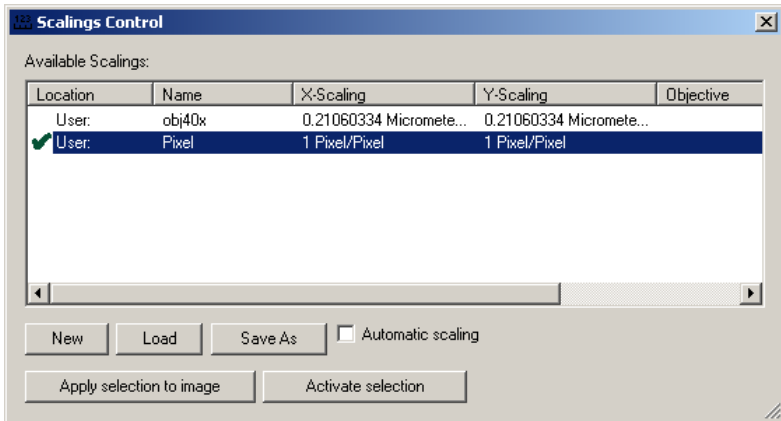 Scalings Control
Available Scalings:
Location Name X-Scaling Y-Scaling Objective
User: obj40x 0.21060334 Micromete... 0.21060334 Micromete...
User: Pixel 1 Pixel/Pixel 1 Pixel/Pixel
New Load Save As Automatic scaling
Apply selection to image Activate selection